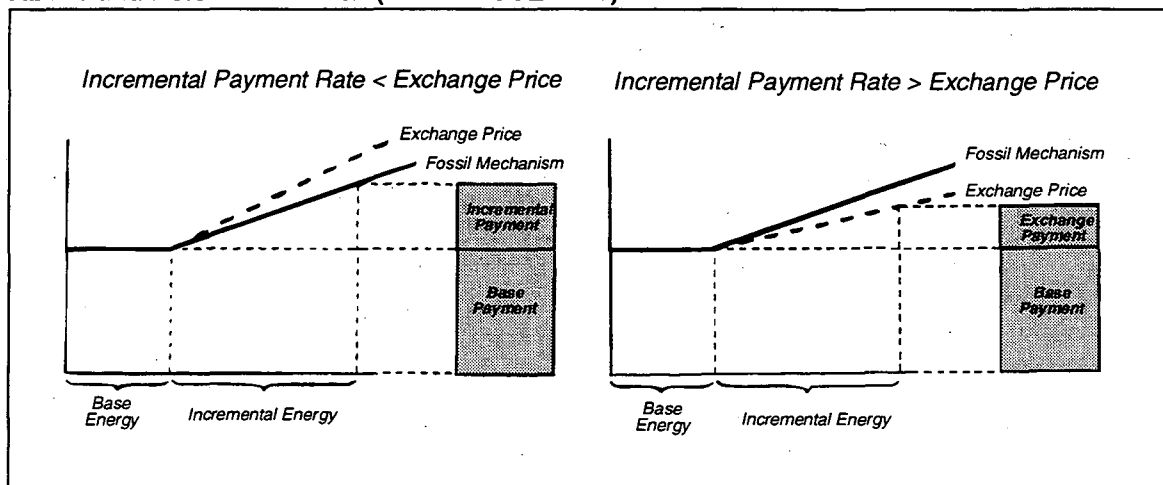 Incremental Payment Rate < Exchange Price
Exchange Price
Fossil Mechanism
Incremental
Payment
Base
Payment
Base
Energy
Incremental Energy
Incremental Payment Rate > Exchange Price
Fossil Mechanism
Exchange Price
Exchange
Payment
Base
Payment
Base
Energy
Incremental Energy